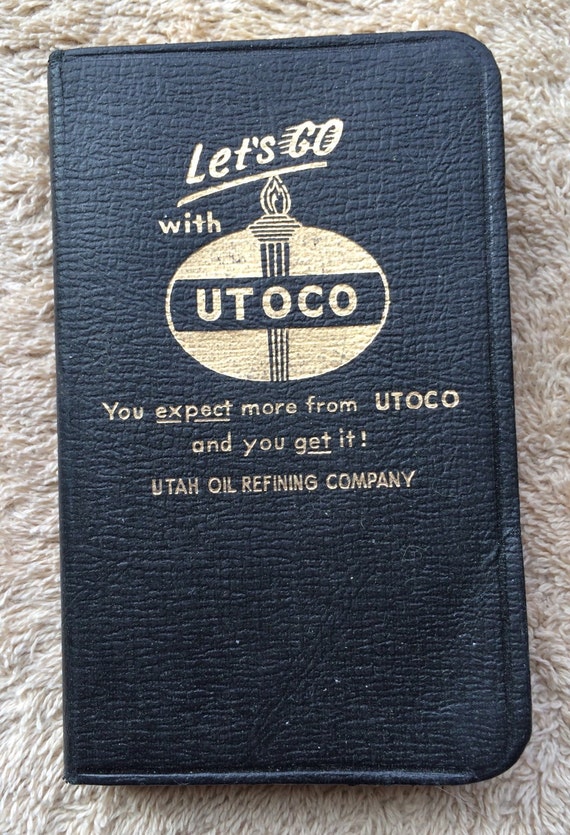 Let's GO
with
UTOCO
You expect more from UTOCO
and you get it!
UTAH OIL REFINING COMPANY